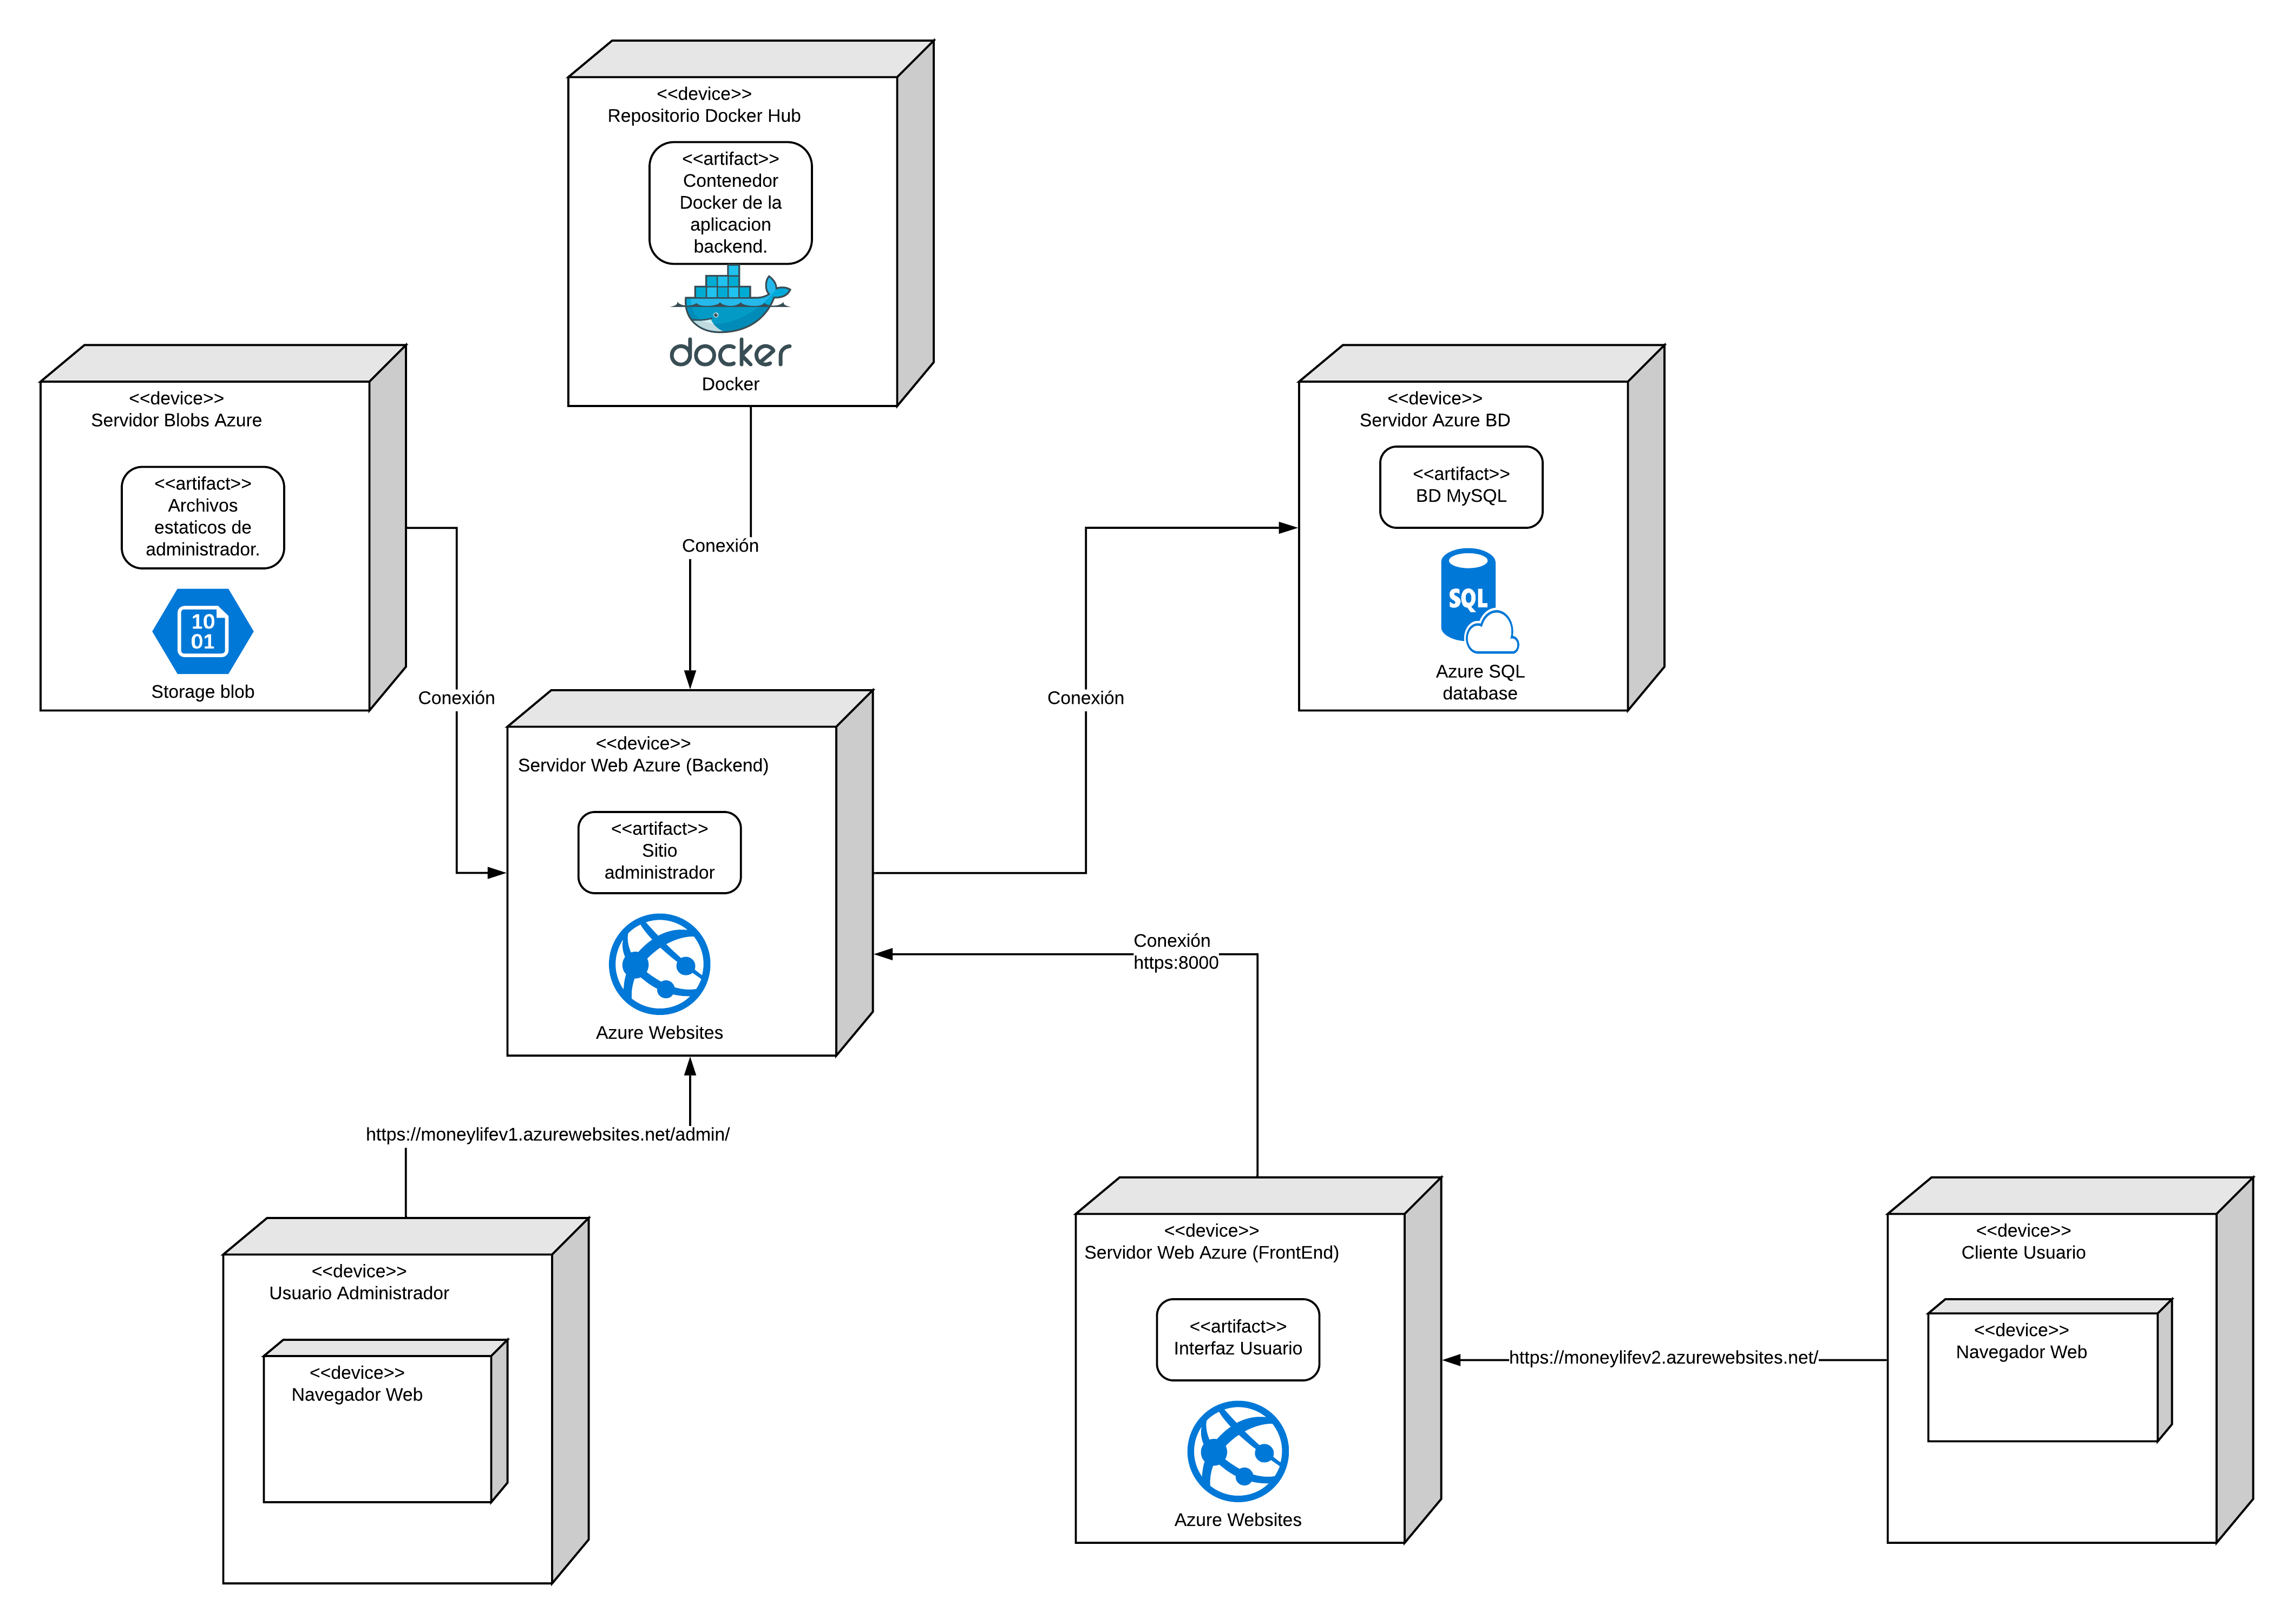 <<device>>
Repositorio Docker Hub
<<artifact>>
Contenedor
Docker de la
aplicacion
backend.
docker
Docker
<<device>>
Servidor Blobs Azure
<<artifact>>
Archivos
estaticos de
administrador.
10
01
Storage blob
<<device>>
Servidor Azure BD
<<artifact>>
BD MySQL
SQL
Azure SQL
database
Conexión
Conexión
Conexión
<<device>>
Servidor Web Azure (Backend)
<<artifact>>
Sitio
administrador
Azure Websites
Conexión
https:8000
https://moneylifev1.azurewebsites.net/admin/
<<device>>
Usuario Administrador
<<device>>
Navegador Web
<<device>>
Servidor Web Azure (FrontEnd)
<<artifact>>
Interfaz Usuario
Azure Websites
https://moneylifev2.azurewebsites.net/
<<device>>
Cliente Usuario
<<device>>
Navegador Web